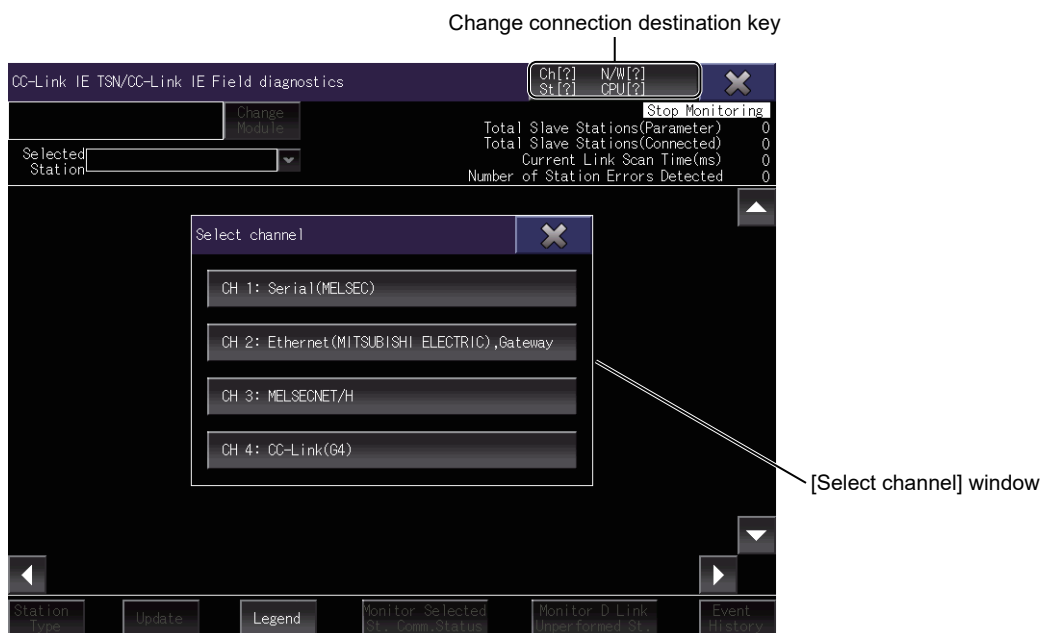 Change connection destination key
CC-Link IE TSN/CC-Link IE Field diagnostics
Ch[?] N/W[?]
St[?] CPU[?]
Change
Module
Stop Monitoring
Total Slave Stations(Parameter) 0
Total Slave Stations(Connected) 0
Current Link Scan Time(ms) 0
Number of Station Errors Detected 0
Selected
Station
Select channel
CH 1: Serial(MELSEC)
CH 2: Ethernet(MITSUBISHI ELECTRIC),Gateway
CH 3: MELSECNET/H
CH 4: CC-Link(G4)
[Select channel] window
Station
Type
Update
Legend
Monitor Selected
St. Comm.Status
Monitor D Link
Unperformed St.
Event
History